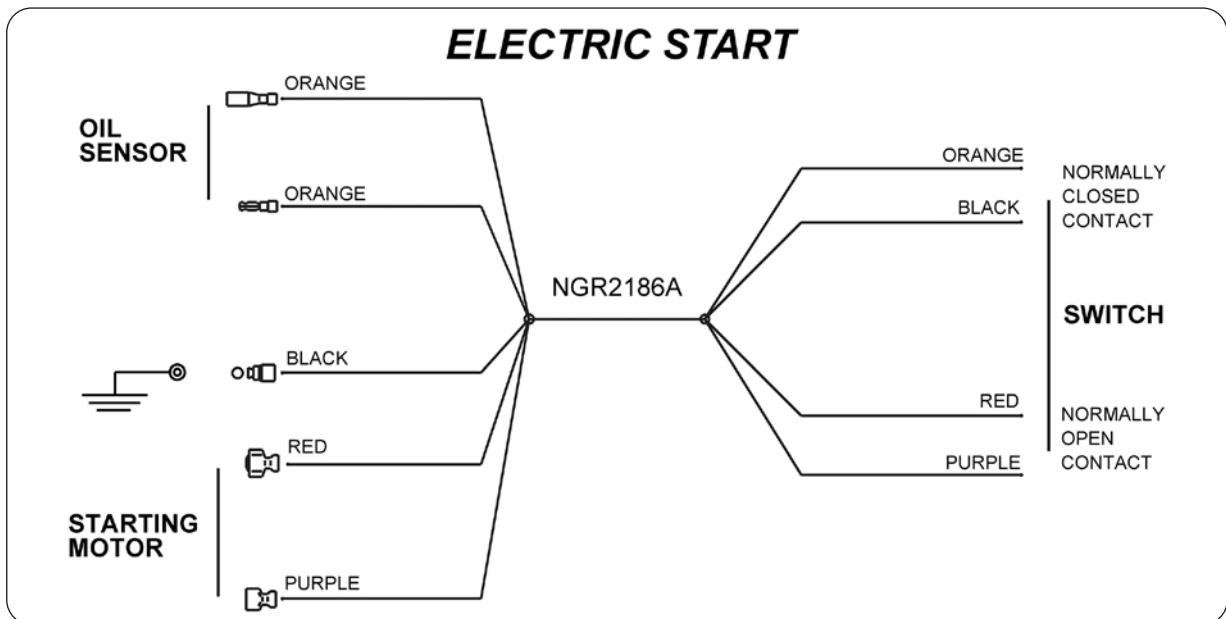 ELECTRIC START
OIL
SENSOR
ORANGE
ORANGE
BLACK
RED
STARTING
MOTOR
PURPLE
NGR2186A
ORANGE
BLACK
NORMALLY
CLOSED
CONTACT
SWITCH
RED
PURPLE
NORMALLY
OPEN
CONTACT